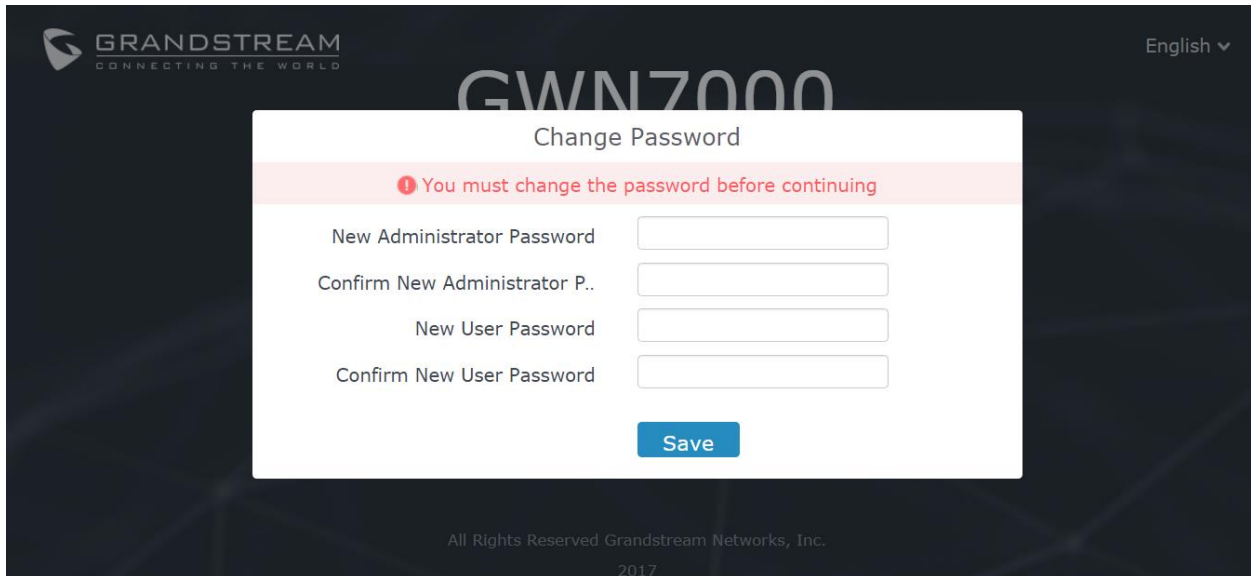 GRANDSTREAM
CONNECTING THE WORLD
English
GWN7000
Change Password
You must change the password before continuing
New Administrator Password
Confirm New Administrator P..
New User Password
Confirm New User Password
Save
All Rights Reserved Grandstream Networks, Inc.
2017